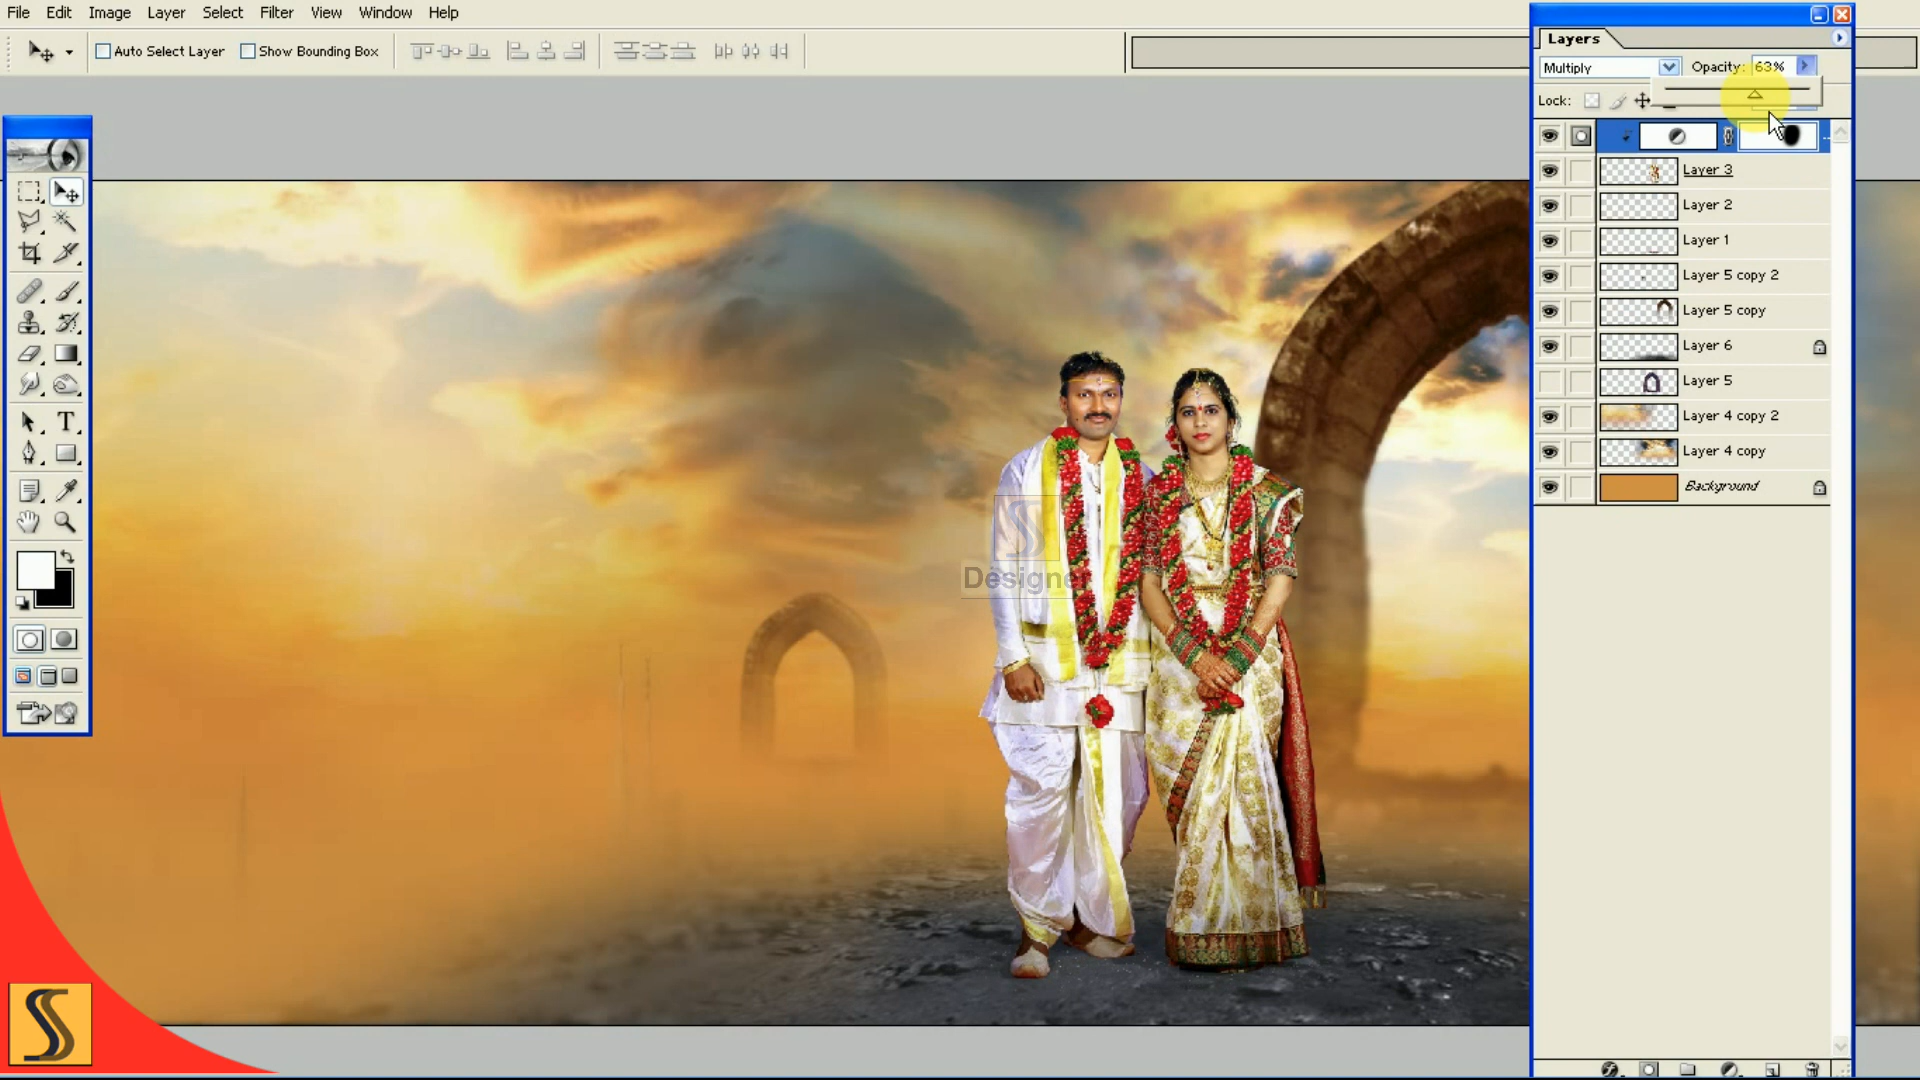 File Edit Image Layer Select Filter View Window Help
Auto Select Layer Show Bounding Box
Layers
Multiply Opacity: 63%
Lock:
Layer 3
Layer 2
Layer 1
Layer 5 copy 2
Layer 5 copy
Layer 6
Layer 5
Layer 4 copy 2
Layer 4 copy
Background
Designer